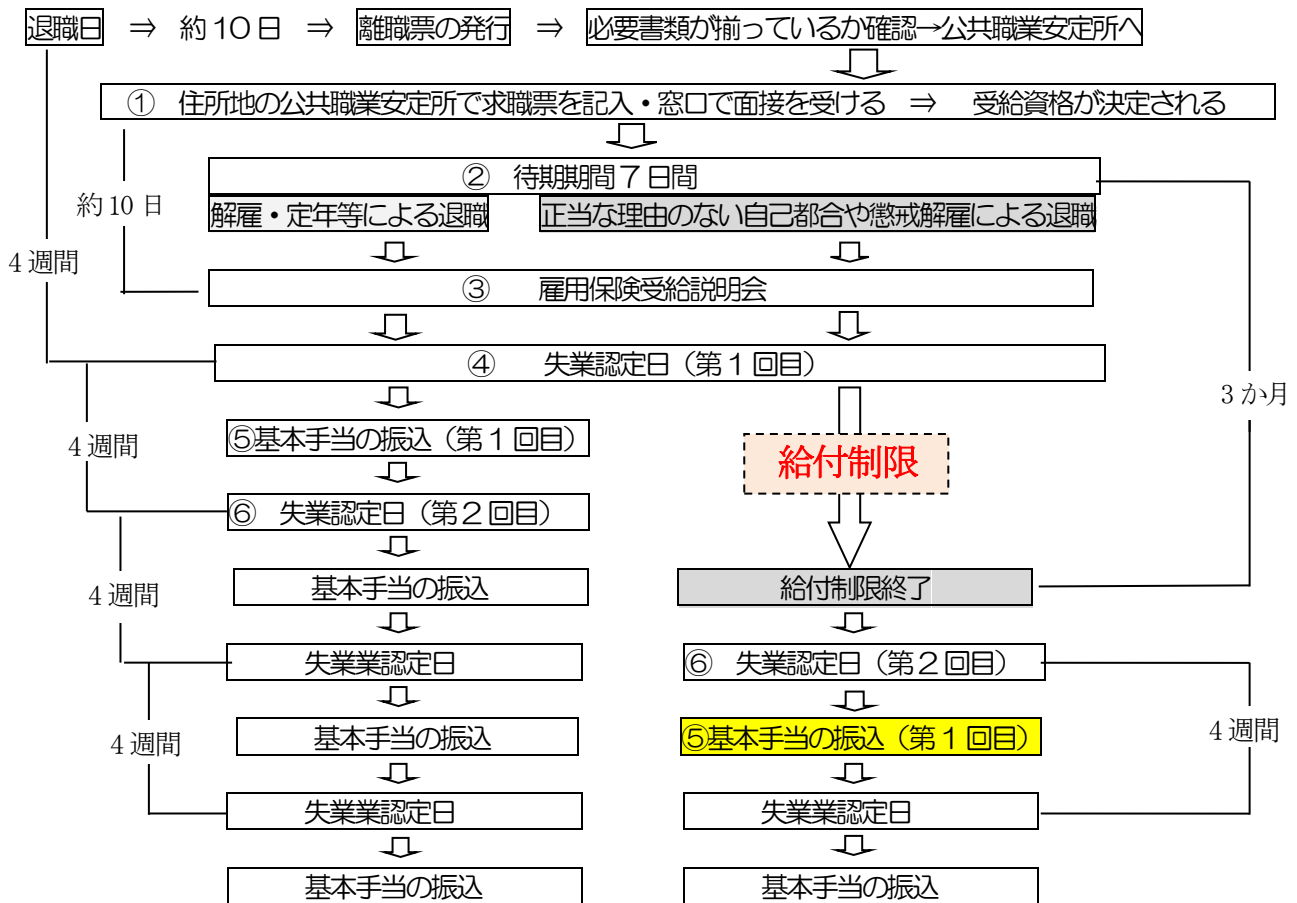 退職日 ⇒ 約10日 ⇒ 離職票の発行 ⇒ 必要書類が揃っているか確認→公共職業安定所へ
① 住所地の公共職業安定所で求職票を記入・窓口で面接を受ける ⇒ 受給資格が決定される
② 待期期間7日間
約10日
解雇・定年等による退職 正当な理由のない自己都合や懲戒解雇による退職
4週間
③ 雇用保険受給説明会
④ 失業認定日（第1回目）
3か月
4週間
⑤基本手当の振込（第1回目）
給付制限
⑥ 失業認定日（第2回目）
4週間
基本手当の振込 給付制限終了
失業業認定日 ⑥ 失業認定日（第2回目）
4週間
基本手当の振込 ⑤基本手当の振込（第1回目）
4週間
失業業認定日 失業業認定日
基本手当の振込 基本手当の振込